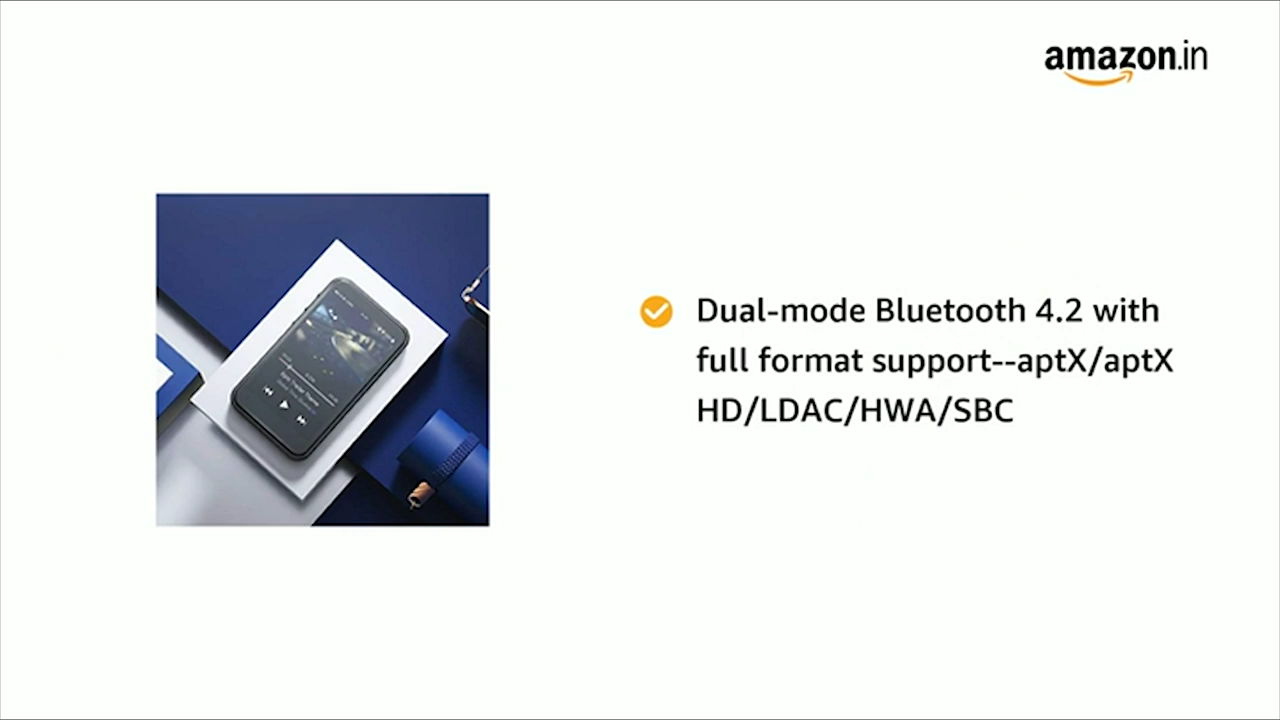 amazon.in
Dual-mode Bluetooth 4.2 with
full format support--aptX/aptX
HD/LDAC/HWA/SBC